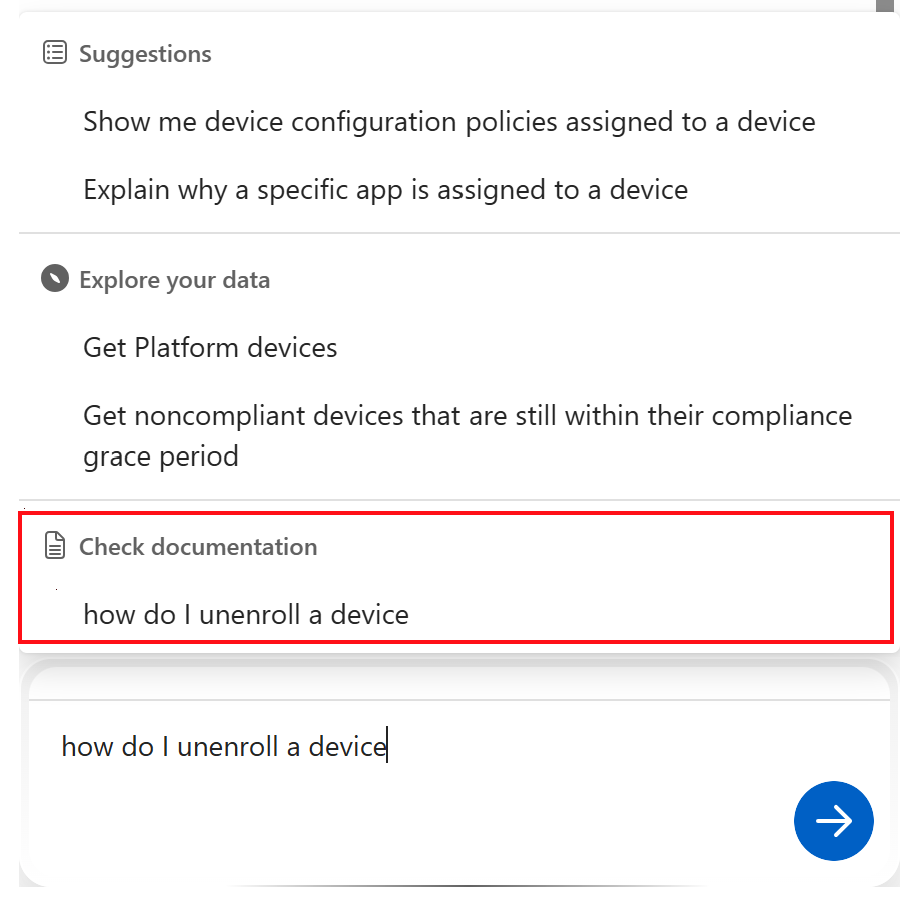 Suggestions
Show me device configuration policies assigned to a device
Explain why a specific app is assigned to a device
Explore your data
Get Platform devices
Get noncompliant devices that are still within their compliance
grace period
Check documentation
how do I unenroll a device
how do I unenroll a device